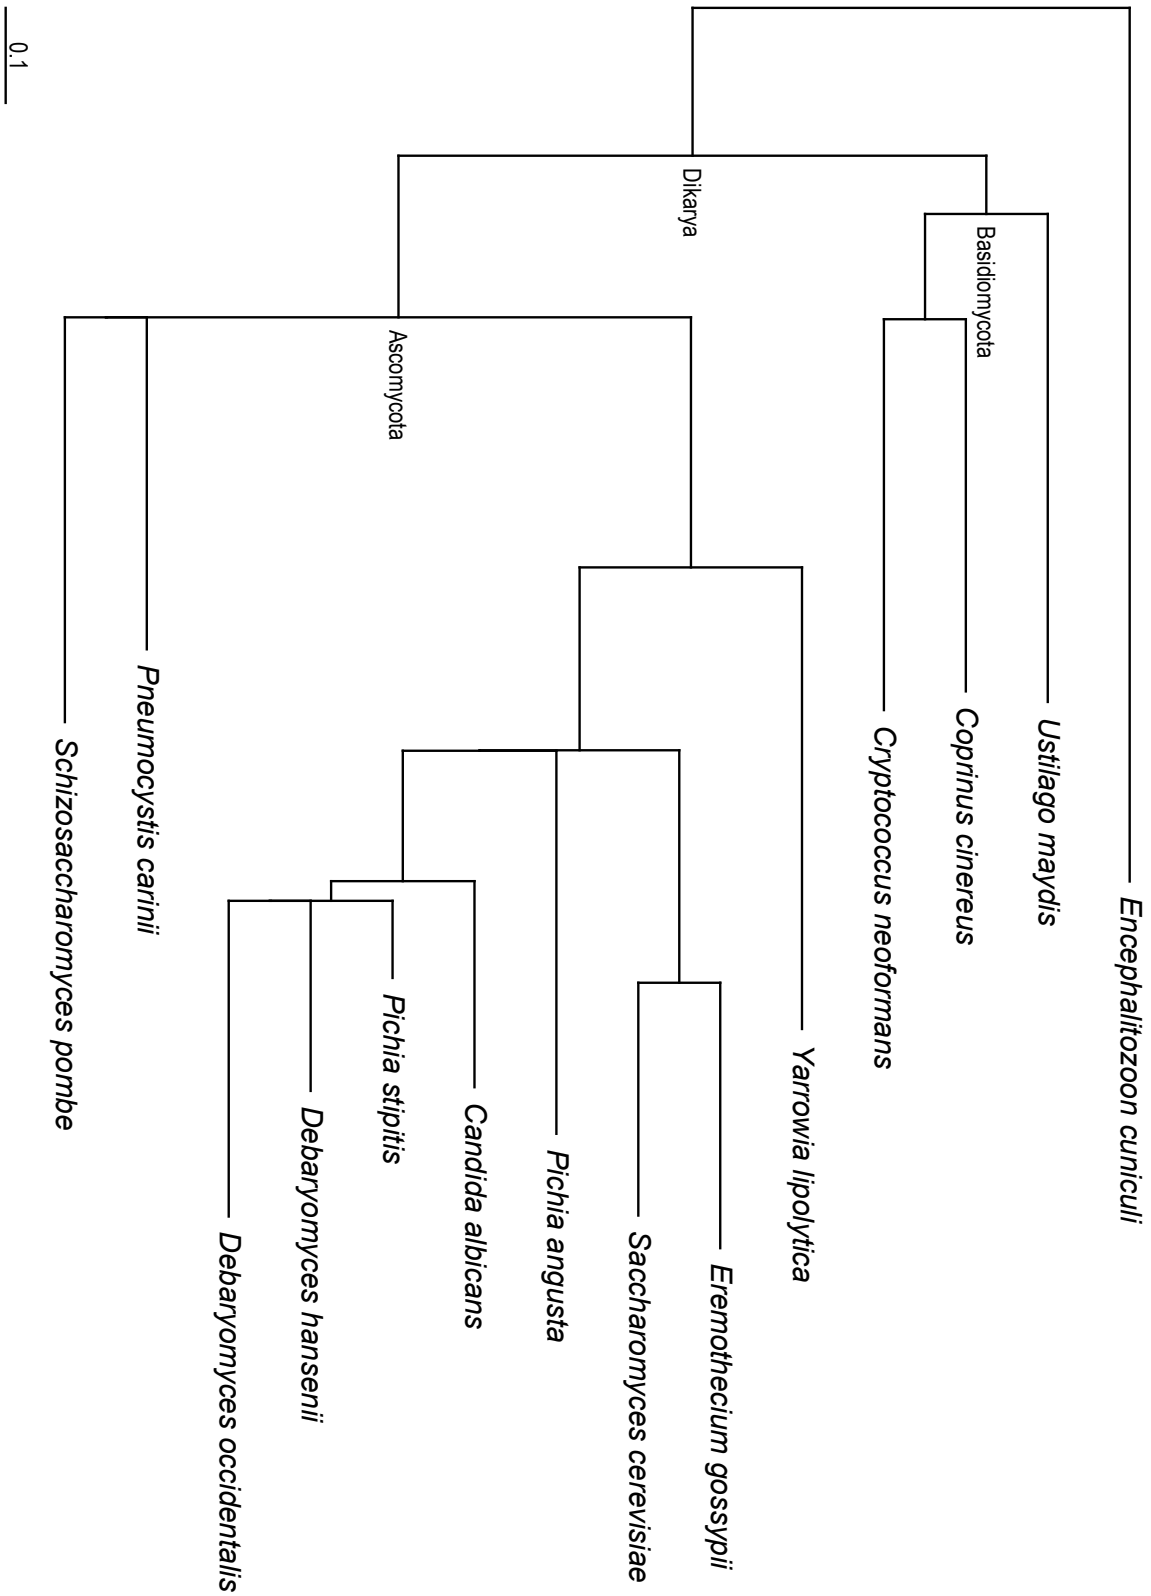 Encephalitozoon cuniculi
Ustilago maydis
Basidiomycota
Coprinus cinereus
Cryptococcus neoformans
Dikarya
Yarrowia lipolytica
Eremothecium gossypii
Saccharomyces cerevisiae
Pichia angusta
Candida albicans
Pichia stipitis
Debaryomyces hansenii
Debaryomyces occidentalis
Ascomycota
Pneumocystis carinii
Schizosaccharomyces pombe
0.1